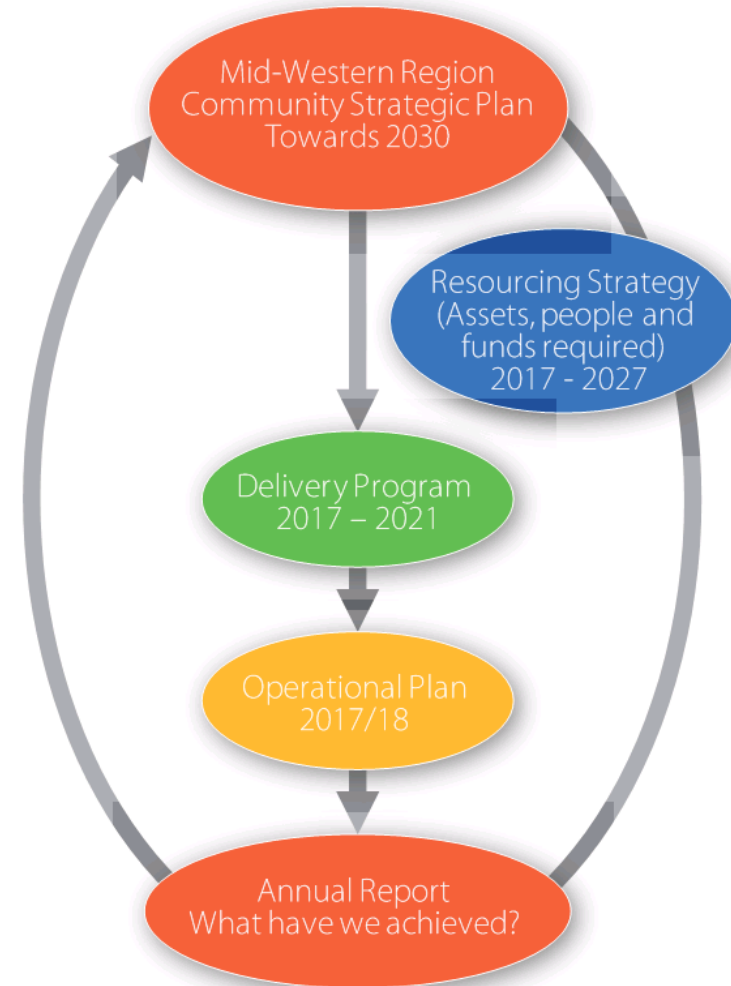 Mid-Western Region
Community Strategic Plan
Towards 2030
Resourcing Strategy
(Assets, people and
funds required)
2017 - 2027
Delivery Program
2017 – 2021
Operational Plan
2017/18
Annual Report
What have we achieved?